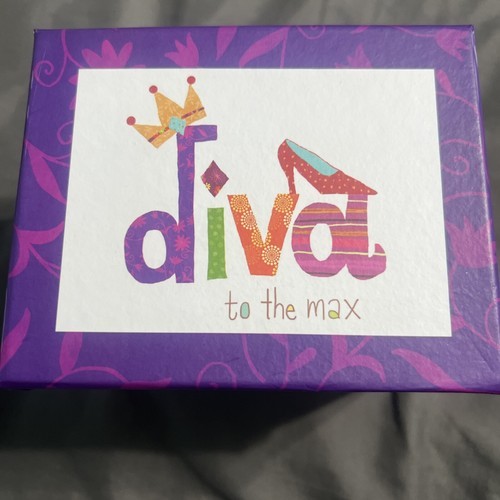 diva
to the max